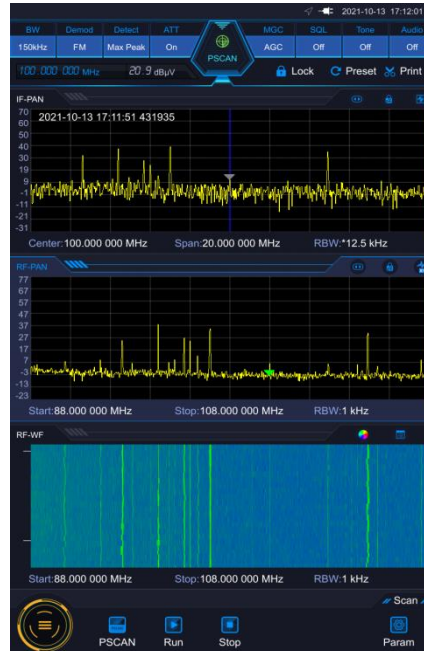 2021-10-13 17:12:01
BW Demod Detect ATT MGC SQL Tone Audio
150kHz FM Max Peak On PSCAN AGC Off Off Off
100.000 000 MHz 20.9 dBμV Lock Preset Print
IF-PAN
2021-10-13 17:11:51 431935
70
60
50
40
30
19
9
-1
-11
-21
-31
Center:100.000 000 MHz Span:20.000 000 MHz RBW:*12.5 kHz
RF-PAN
77
67
57
47
37
27
17
7
-3
-13
-23
Start:88.000 000 MHz Stop:108.000 000 MHz RBW:1 kHz
RF-WF
Start:88.000 000 MHz Stop:108.000 000 MHz RBW:1 kHz
Scan
PSCAN Run Stop Param